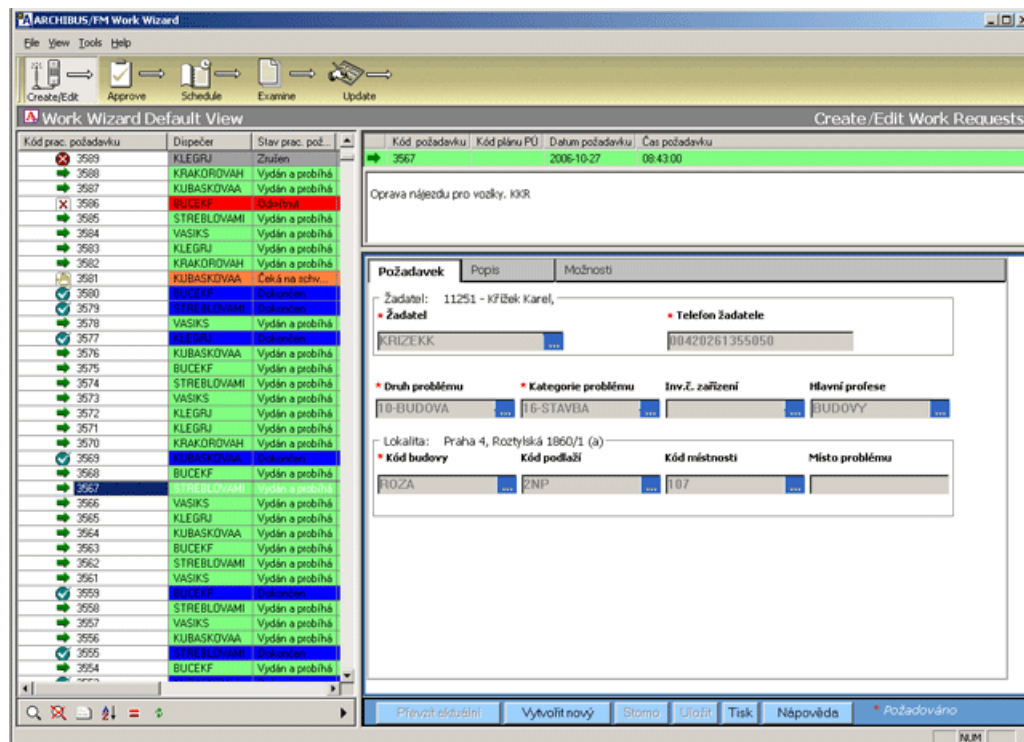 ARCHIBUS/FM Work Wizard
File View Tools Help
Create/Edit Approve Schedule Examine Update
Work Wizard Default View Create/Edit Work Requests
Kód prac. požadavku Dispečer Stav prac. pož...
3589 KLEGRJ Zrušen
3588 KRAKOROVAH Vydán a probíhá
3587 KUBASKOVAA Vydán a probíhá
3586 BUCEKF Odmítnut
3585 STREBLOVAMI Vydán a probíhá
3584 VASIKS Vydán a probíhá
3583 KLEGRJ Vydán a probíhá
3582 KRAKOROVAH Vydán a probíhá
3581 KUBASKOVAA Čeká na schv...
3580 BUCEKF Dokončen
3579 STREBLOVAMI Dokončen
3578 VASIKS Vydán a probíhá
3577 KLEGRJ Dokončen
3576 KUBASKOVAA Vydán a probíhá
3575 BUCEKF Vydán a probíhá
3574 STREBLOVAMI Vydán a probíhá
3573 VASIKS Vydán a probíhá
3572 KLEGRJ Vydán a probíhá
3571 KLEGRJ Vydán a probíhá
3570 KRAKOROVAH Vydán a probíhá
3569 KUBASKOVAA Dokončen
3568 BUCEKF Vydán a probíhá
3567 STREBLOVAMI Vydán a probíhá
3566 VASIKS Vydán a probíhá
3565 KLEGRJ Vydán a probíhá
3564 KUBASKOVAA Vydán a probíhá
3563 BUCEKF Vydán a probíhá
3562 STREBLOVAMI Vydán a probíhá
3561 VASIKS Vydán a probíhá
3559 BUCEKF Dokončen
3558 STREBLOVAMI Vydán a probíhá
3557 VASIKS Vydán a probíhá
3556 KUBASKOVAA Vydán a probíhá
3555 STREBLOVAMI Dokončen
3554 BUCEKF Vydán a probíhá
Kód požadavku Kód plánu PÚ Datum požadavku Čas požadavku
3567 2006-10-27 08:43:00
Oprava nájezdu pro vozíky. KKR
Požadavek Popis Možnosti
Žadatel: 11251 - Křížek Karel,
* Žadatel * Telefon žadatele
KRIZEKK ... 00420261355050
* Druh problému * Kategorie problému Inv.č. zařízení Hlavní profese
10-BUDOVA ... 16-STAVBA ... ... BUDOVY ...
Lokalita: Praha 4, Roztylská 1860/1 (a)
* Kód budovy Kód podlaží Kód místnosti Místo problému
ROZA ... 2NP ... 107 ...
Převzít aktuální Vytvořit nový Storno Uložit Tisk Nápověda * Požadováno
NUM